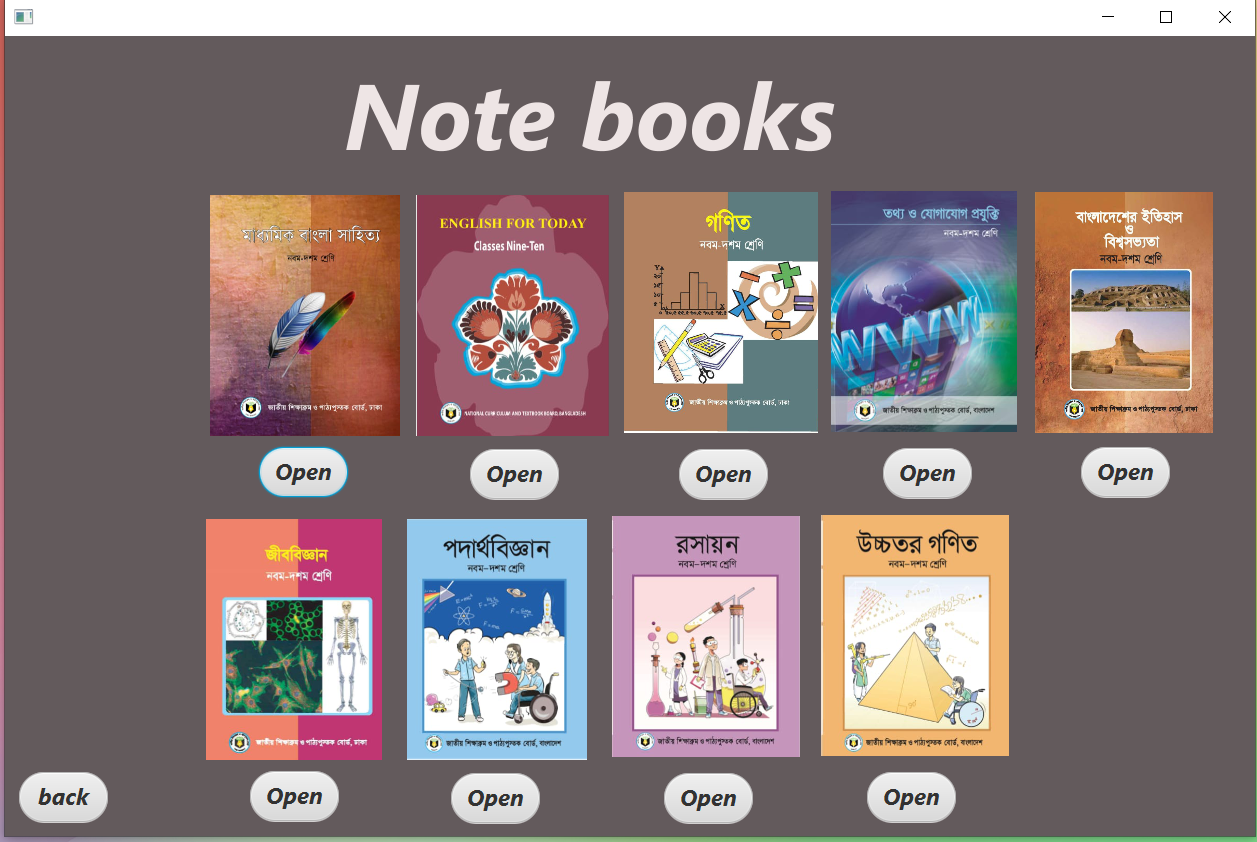 Note books
মাধ্যমিক বাংলা সাহিত্য
নবম-দশম শ্রেণি
জাতীয় শিক্ষাক্রম ও পাঠ্যপুস্তক বোর্ড, ঢাকা
ENGLISH FOR TODAY
Classes Nine-Ten
NATIONAL CURRICULUM AND TEXTBOOK BOARD, BANGLADESH
গণিত
নবম-দশম শ্রেণি
জাতীয় শিক্ষাক্রম ও পাঠ্যপুস্তক বোর্ড, ঢাকা
তথ্য ও যোগাযোগ প্রযুক্তি
নবম-দশম শ্রেণি
WWW
জাতীয় শিক্ষাক্রম ও পাঠ্যপুস্তক বোর্ড, বাংলাদেশ
বাংলাদেশের ইতিহাস
ও
বিশ্বসভ্যতা
নবম-দশম শ্রেণি
জাতীয় শিক্ষাক্রম ও পাঠ্যপুস্তক বোর্ড, ঢাকা
Open
Open
Open
Open
Open
জীববিজ্ঞান
নবম-দশম শ্রেণি
জাতীয় শিক্ষাক্রম ও পাঠ্যপুস্তক বোর্ড, ঢাকা
পদার্থবিজ্ঞান
নবম-দশম শ্রেণি
জাতীয় শিক্ষাক্রম ও পাঠ্যপুস্তক বোর্ড, বাংলাদেশ
রসায়ন
নবম-দশম শ্রেণি
জাতীয় শিক্ষাক্রম ও পাঠ্যপুস্তক বোর্ড, বাংলাদেশ
উচ্চতর গণিত
নবম-দশম শ্রেণি
জাতীয় শিক্ষাক্রম ও পাঠ্যপুস্তক বোর্ড, বাংলাদেশ
back
Open
Open
Open
Open